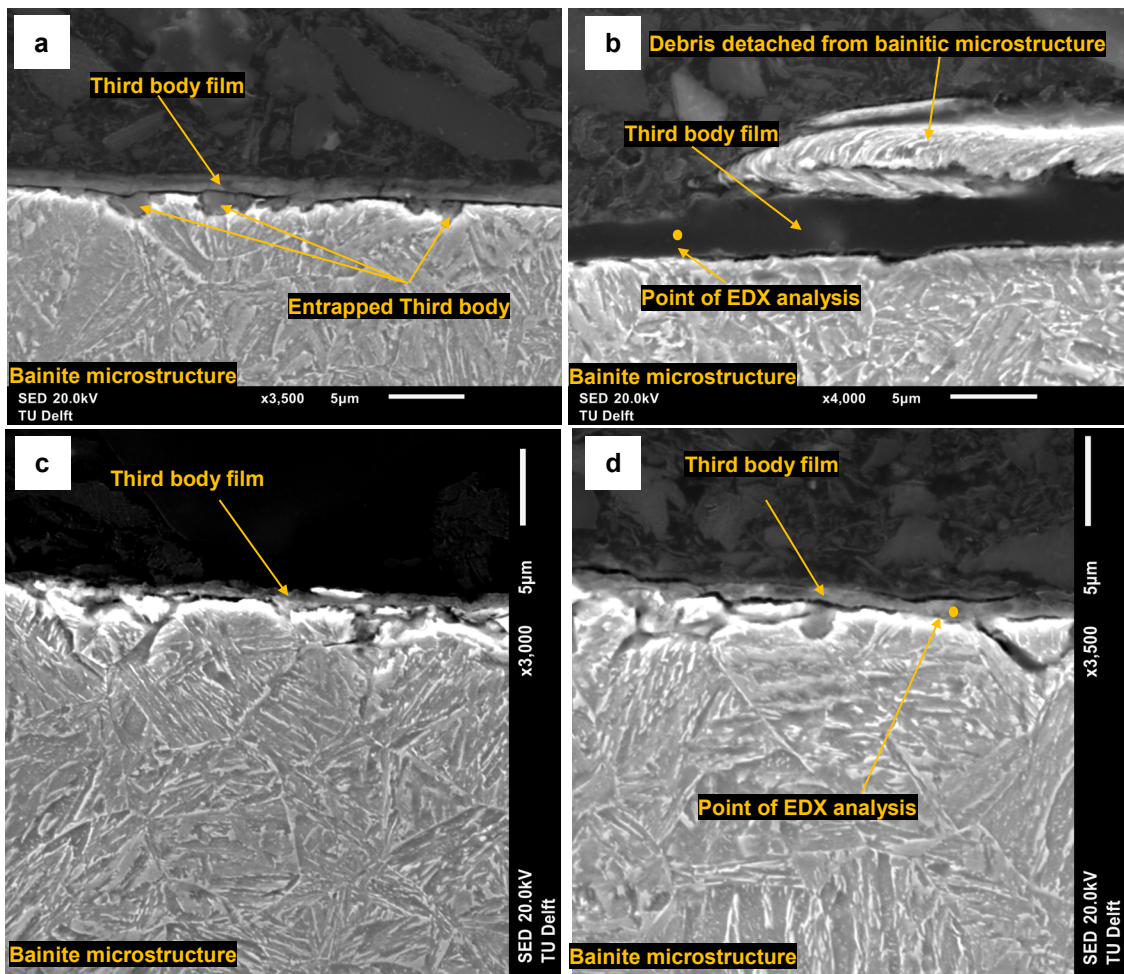 a
Third body film
Entrapped Third body
Bainite microstructure
SED 20.0kV x3,500 5µm
TU Delft
b
Debris detached from bainitic microstructure
Third body film
Point of EDX analysis
Bainite microstructure
SED 20.0kV x4,000 5µm
TU Delft
c
Third body film
Bainite microstructure
SED 20.0kV x3,000 5µm
TU Delft
d
Third body film
Point of EDX analysis
Bainite microstructure
SED 20.0kV x3,500 5µm
TU Delft